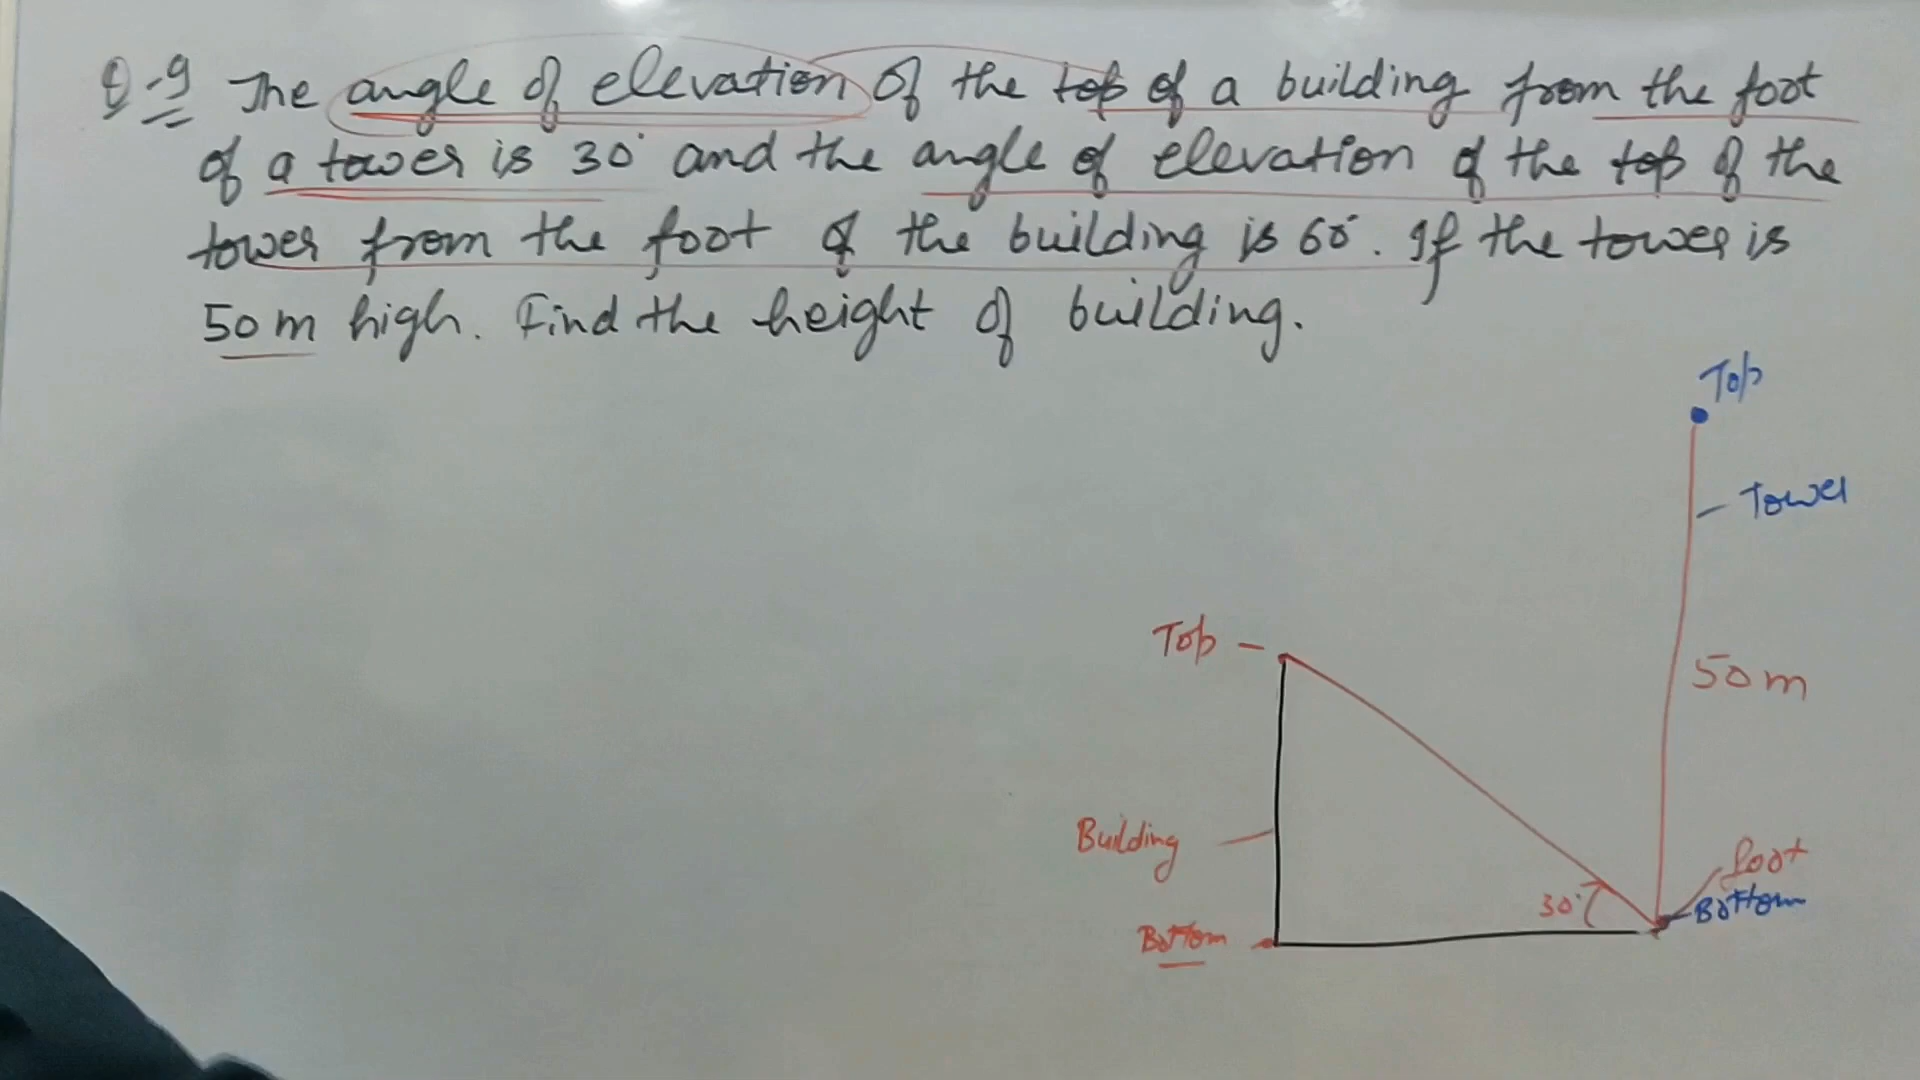 Q-9 The angle of elevation of the top of a building from the foot
of a tower is 30° and the angle of elevation of the top of the
tower from the foot of the building is 60°. If the tower is
50 m high. Find the height of building.
Top
Tower
Top
50m
Building
foot
30°
Bottom
Bottom